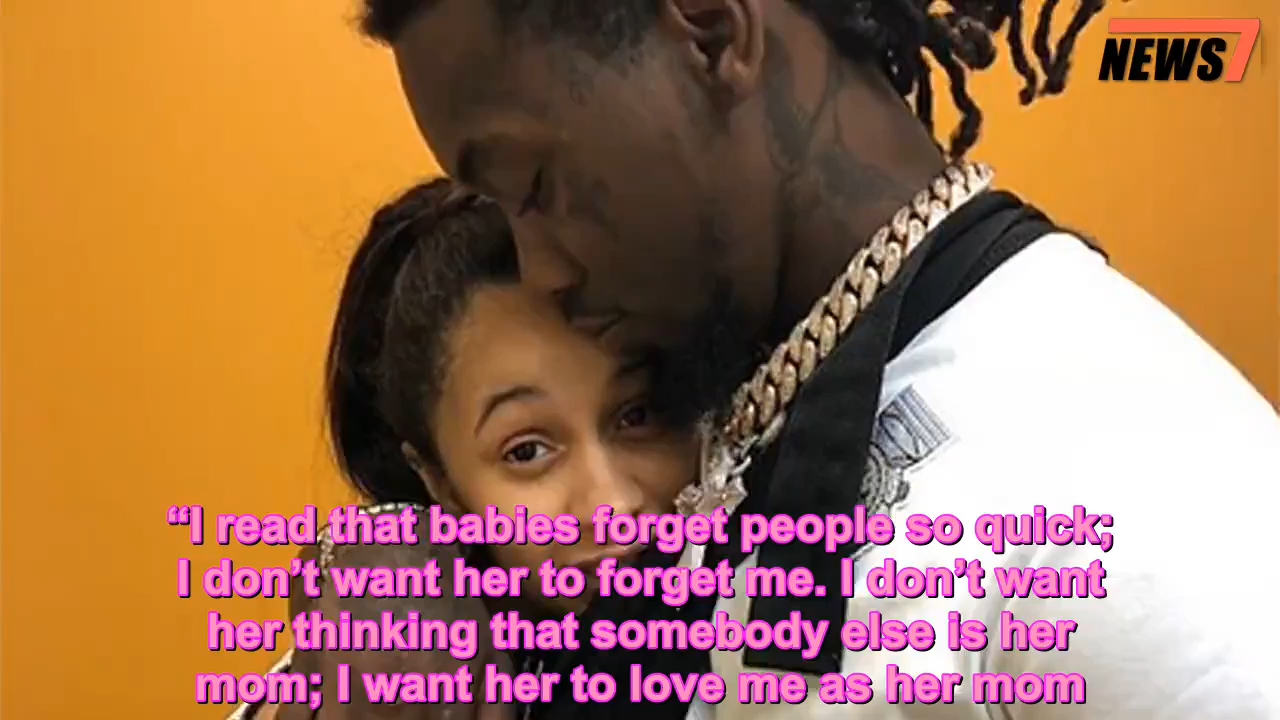 NEWS7
“I read that babies forget people so quick;
I don’t want her to forget me. I don’t want
her thinking that somebody else is her
mom; I want her to love me as her mom